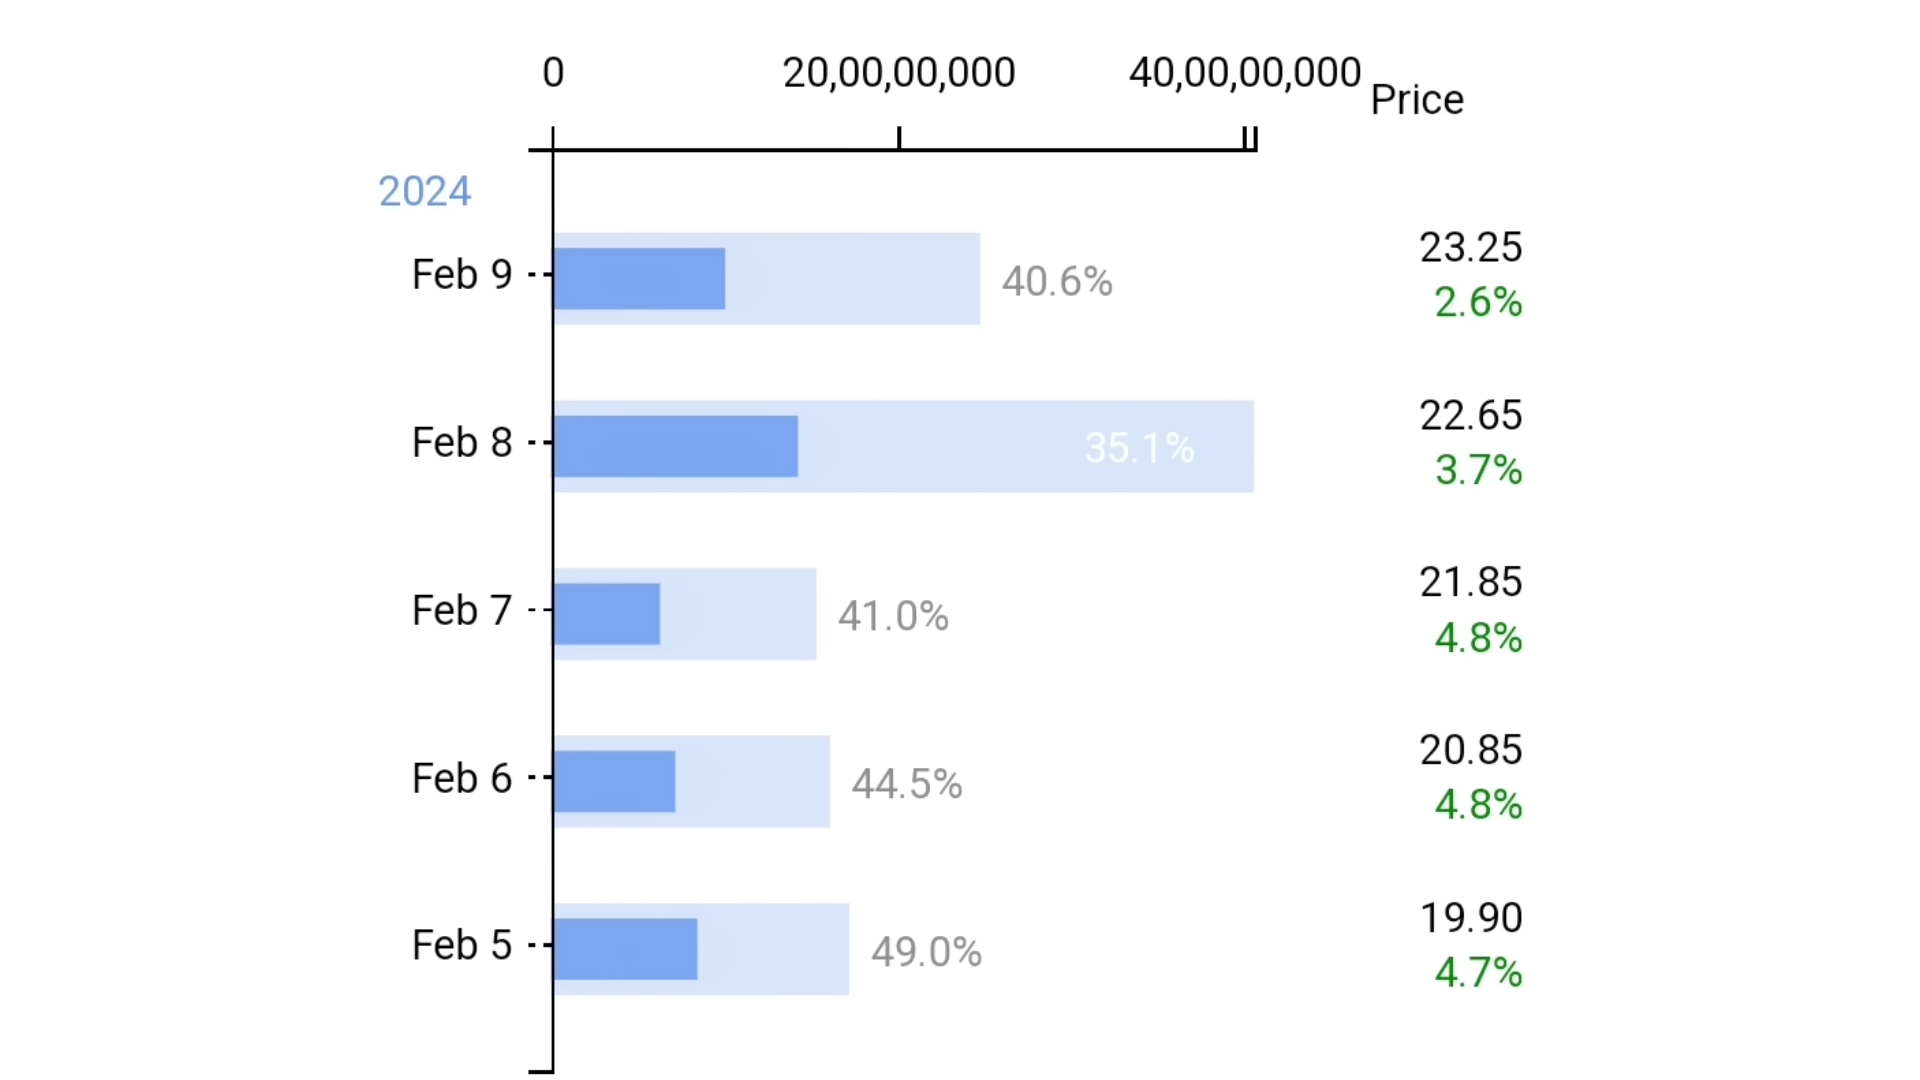 0 20,00,00,000 40,00,00,000
Price
2024
Feb 9 40.6% 23.25
2.6%
Feb 8 35.1% 22.65
3.7%
Feb 7 41.0% 21.85
4.8%
Feb 6 44.5% 20.85
4.8%
Feb 5 49.0% 19.90
4.7%